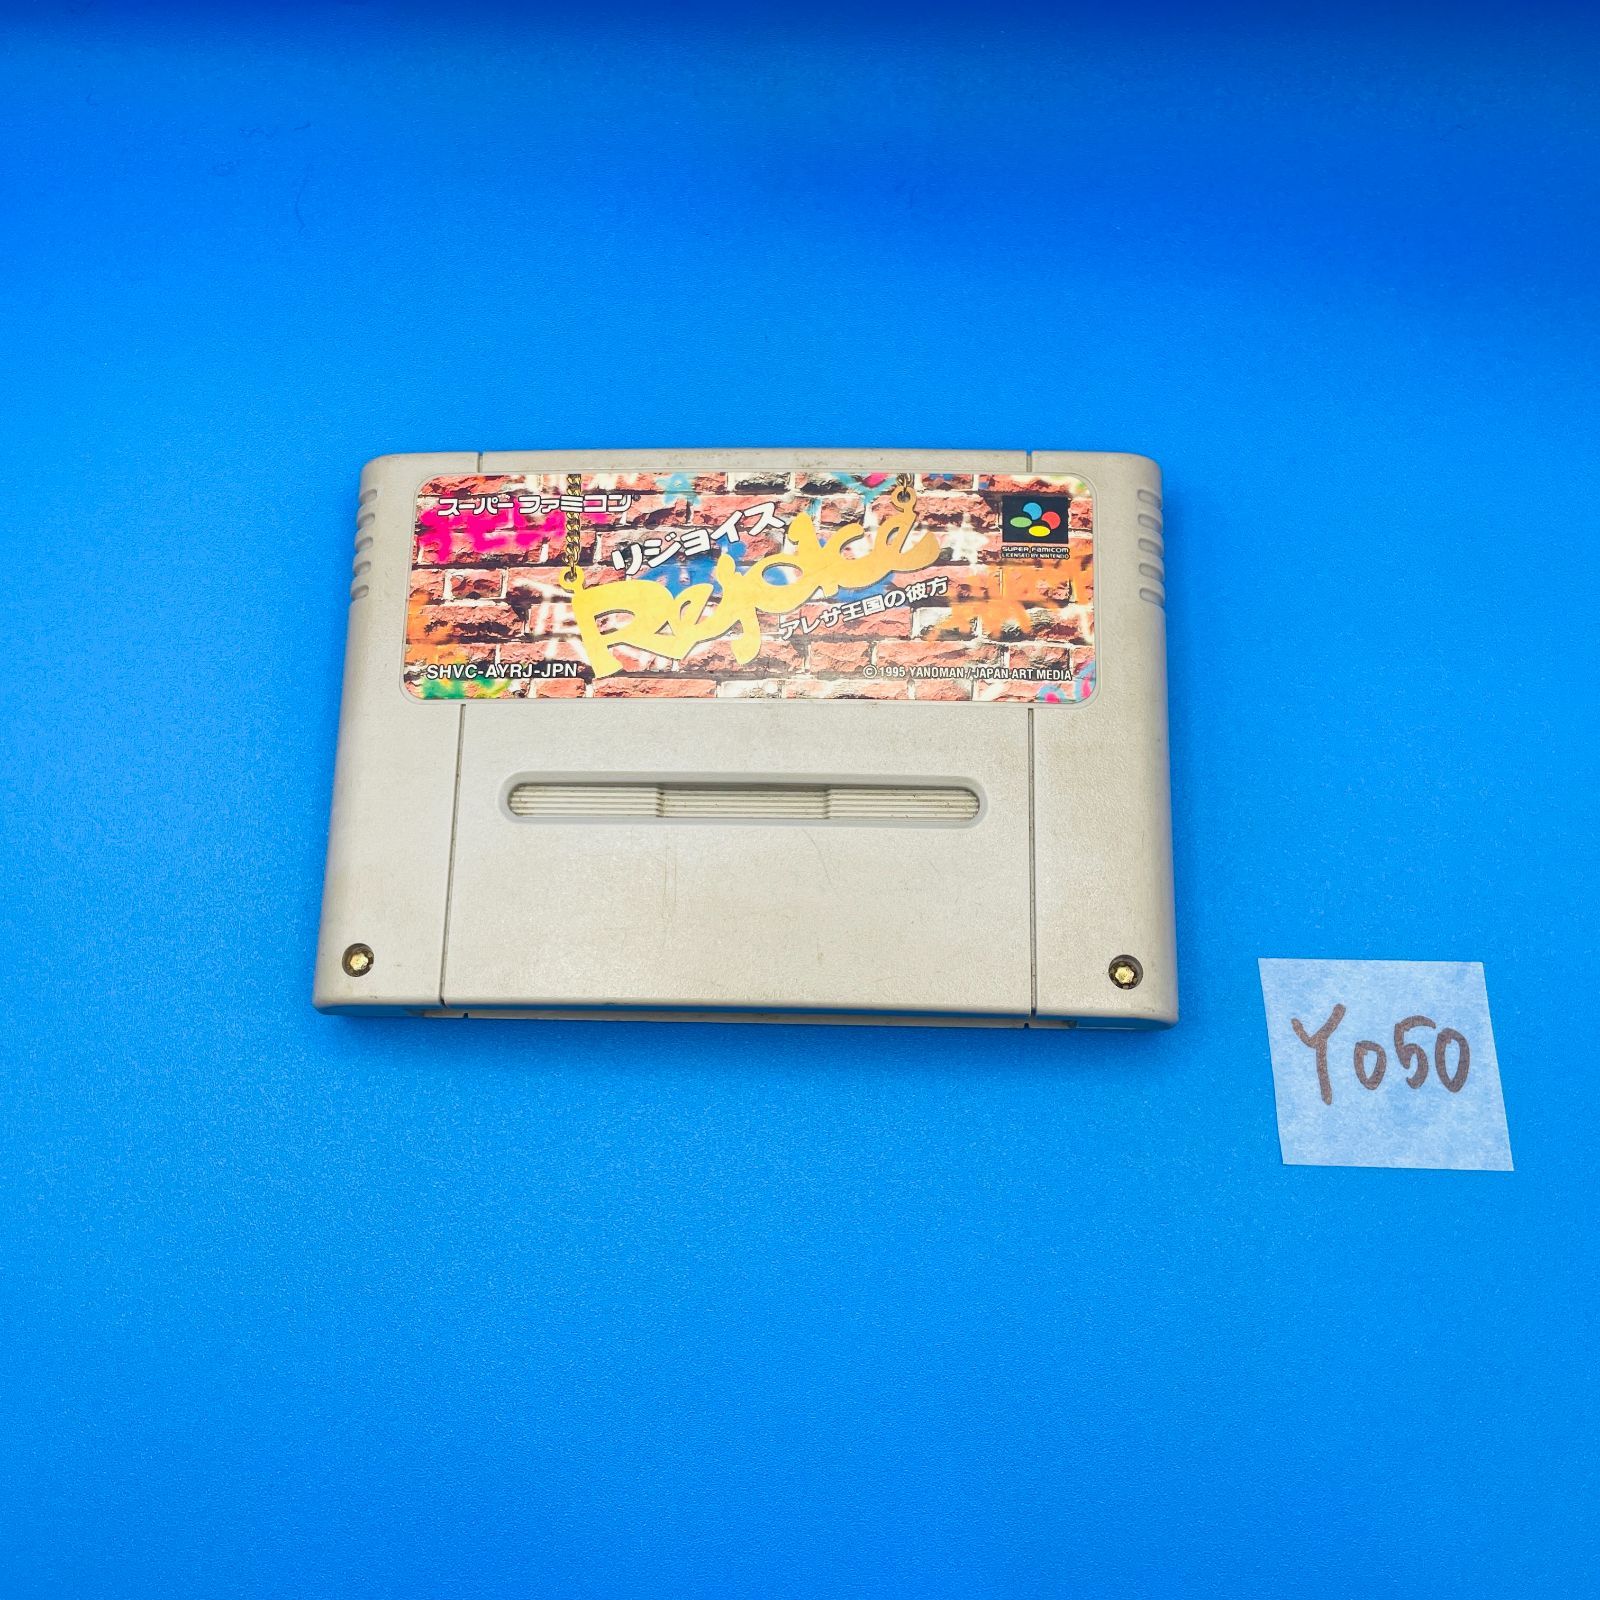 スーパーファミコン
リジョイス
Rejoice
アレサ王国の彼方
SUPER FAMICOM
LICENSED BY NINTENDO
SHVC-AYRJ-JPN
© 1995 YANOMAN / JAPAN ART MEDIA
Y050